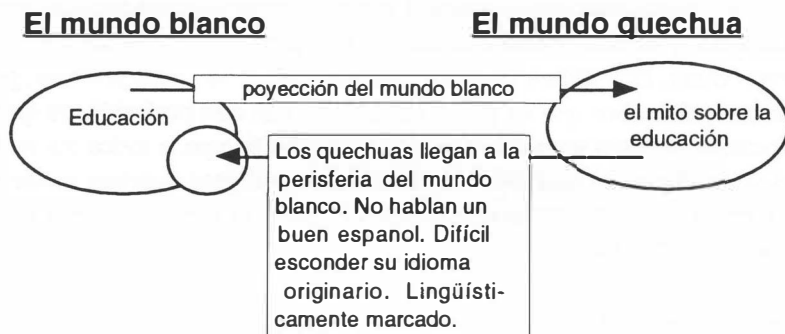 El mundo blanco
El mundo quechua
poyección del mundo blanco
Educación
el mito sobre la
educación
Los quechuas llegan a la
perisferia del mundo
blanco. No hablan un
buen espanol. Difícil
esconder su idioma
originario. Lingüísti-
camente marcado.